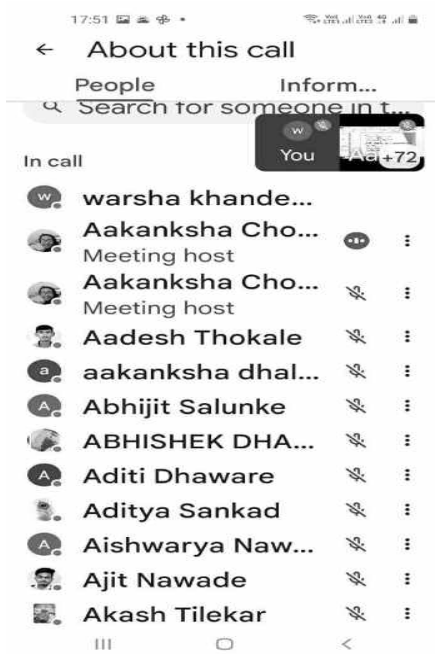 17:51
About this call
People Inform...
Search for someone in t...
W
You +72
In call
W warsha khande...
Aakanksha Cho...
Meeting host
Aakanksha Cho...
Meeting host
Aadesh Thokale
a aakanksha dhal...
A Abhijit Salunke
ABHISHEK DHA...
A Aditi Dhaware
Aditya Sankad
A Aishwarya Naw...
Ajit Nawade
Akash Tilekar